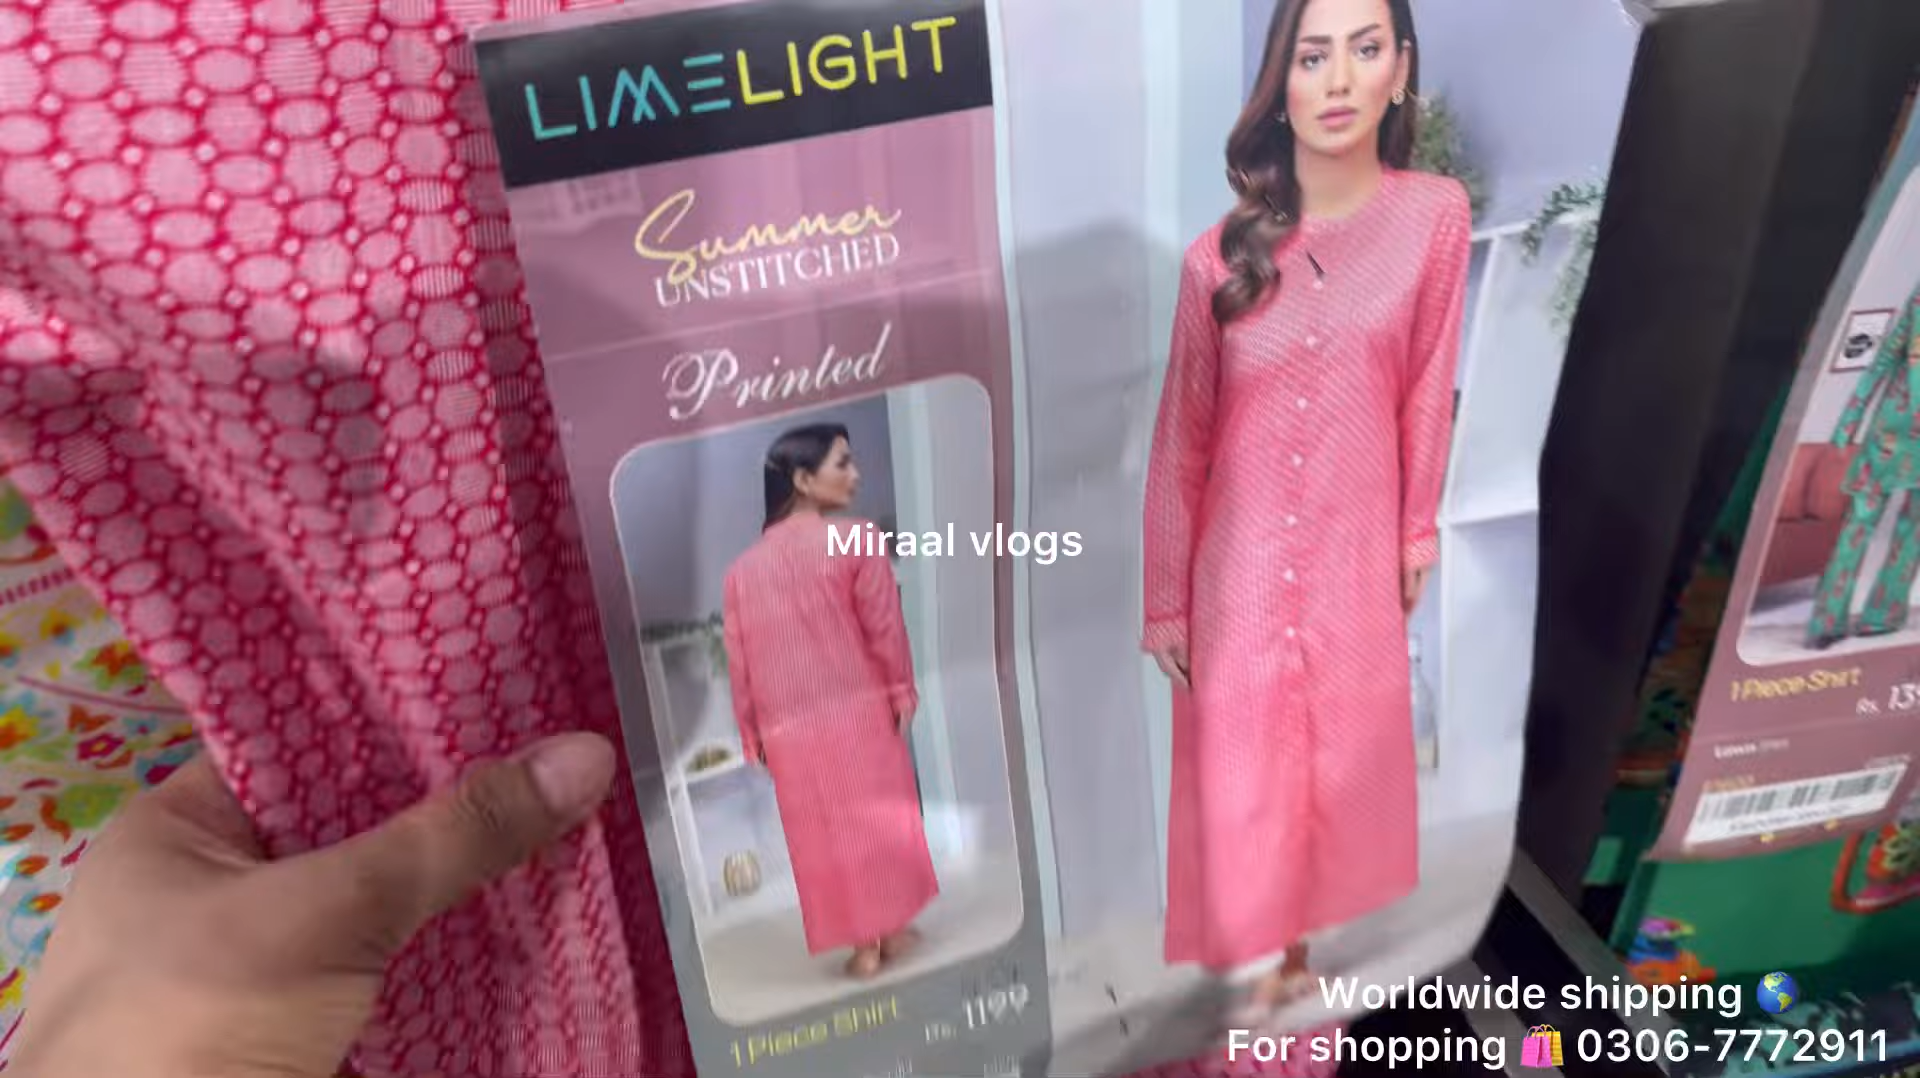 LIMELIGHT
Summer
UNSTITCHED
Printed
Miraal vlogs
1 Piece Shirt
Rs. 1199
1 Piece Shirt
Rs.
Worldwide shipping 🌎
For shopping 🛍️ 0306-7772911